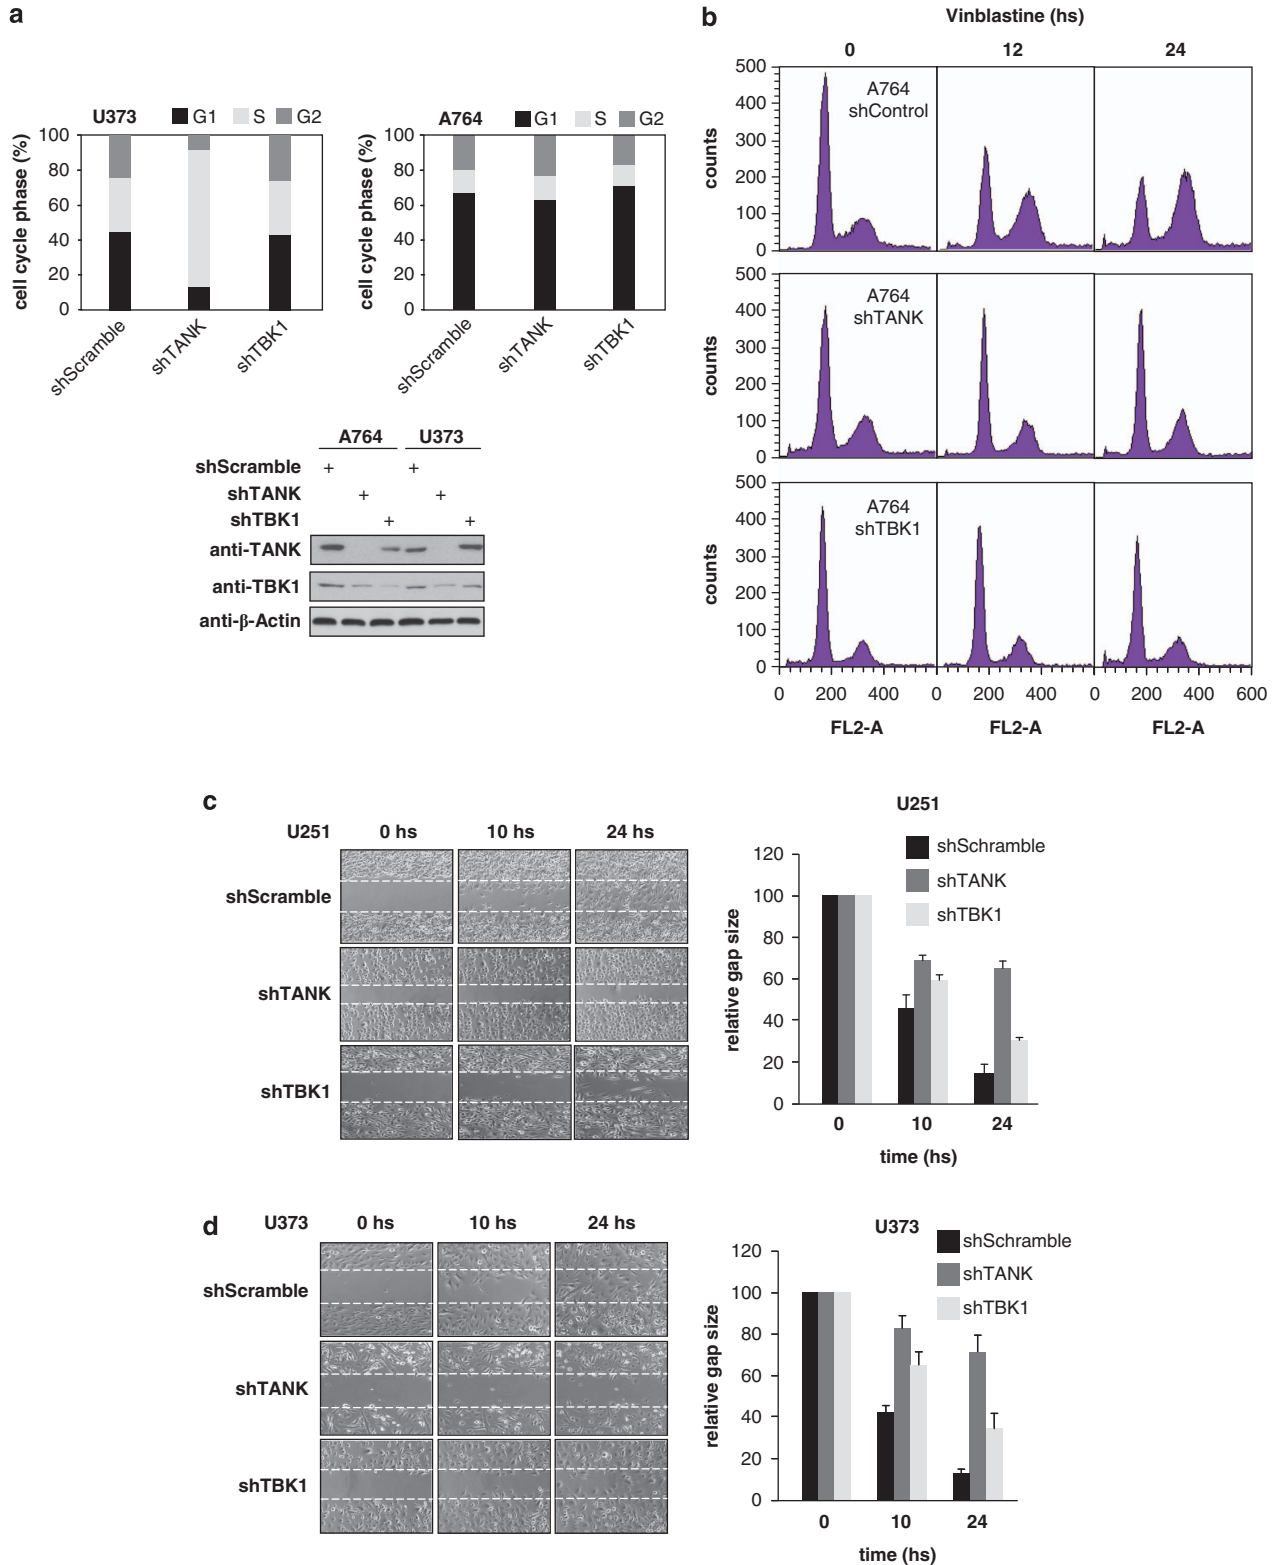 a
U373 G1 S G2
cell cycle phase (%)
100
80
60
40
20
0
shScramble shTANK shTBK1
A764 G1 S G2
cell cycle phase (%)
100
80
60
40
20
0
shScramble shTANK shTBK1
A764 U373
shScramble + +
shTANK + +
shTBK1 + +
anti-TANK
anti-TBK1
anti-β-Actin
b
Vinblastine (hs)
0 12 24
counts
500
400
300
200
100
0
A764
shControl
counts
500
400
300
200
100
0
A764
shTANK
counts
500
400
300
200
100
0
A764
shTBK1
0 200 400 0 200 400 0 200 400 600
FL2-A FL2-A FL2-A
c
U251 0 hs 10 hs 24 hs
shScramble
shTANK
shTBK1
U251
shSchramble
shTANK
shTBK1
relative gap size
120
100
80
60
40
20
0
0 10 24
time (hs)
d
U373 0 hs 10 hs 24 hs
shScramble
shTANK
shTBK1
U373
shSchramble
shTANK
shTBK1
relative gap size
120
100
80
60
40
20
0
0 10 24
time (hs)